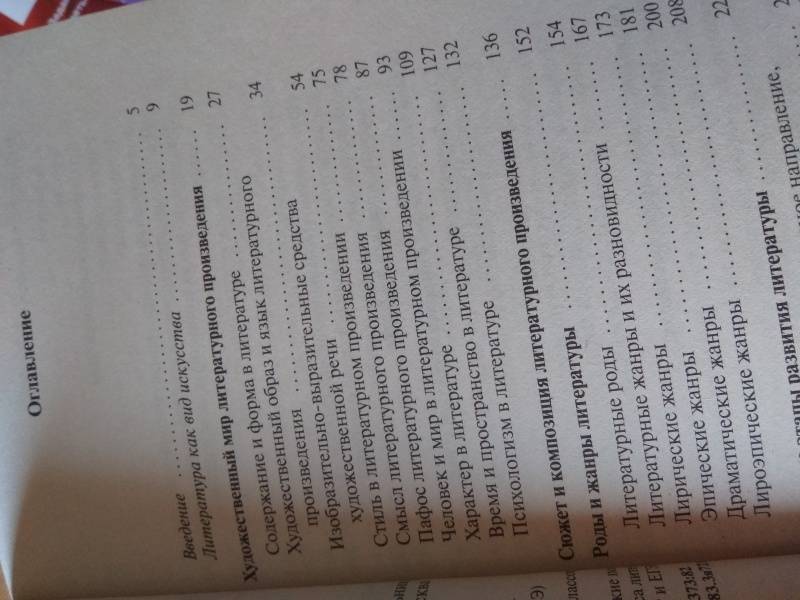 Оглавление
Введение 5
Литература как вид искусства 9
Художественный мир литературного произведения 19
Содержание и форма в литературе 27
Художественный образ и язык литературного
произведения 34
Изобразительно-выразительные средства
художественной речи 54
Стиль в литературном произведении 75
Смысл литературного произведения 78
Пафос литературного произведения 87
Человек и мир в литературном произведении 93
Характер в литературе 109
Время и пространство в литературе 127
Психологизм в литературе 132
Сюжет и композиция литературного произведения 136
Роды и жанры литературы 152
Литературные роды 154
Литературные жанры и их разновидности 167
Литературные жанры 173
Лирические жанры 181
Эпические жанры 200
Драматические жанры 208
Лироэпические жанры
развития литературы
направление,